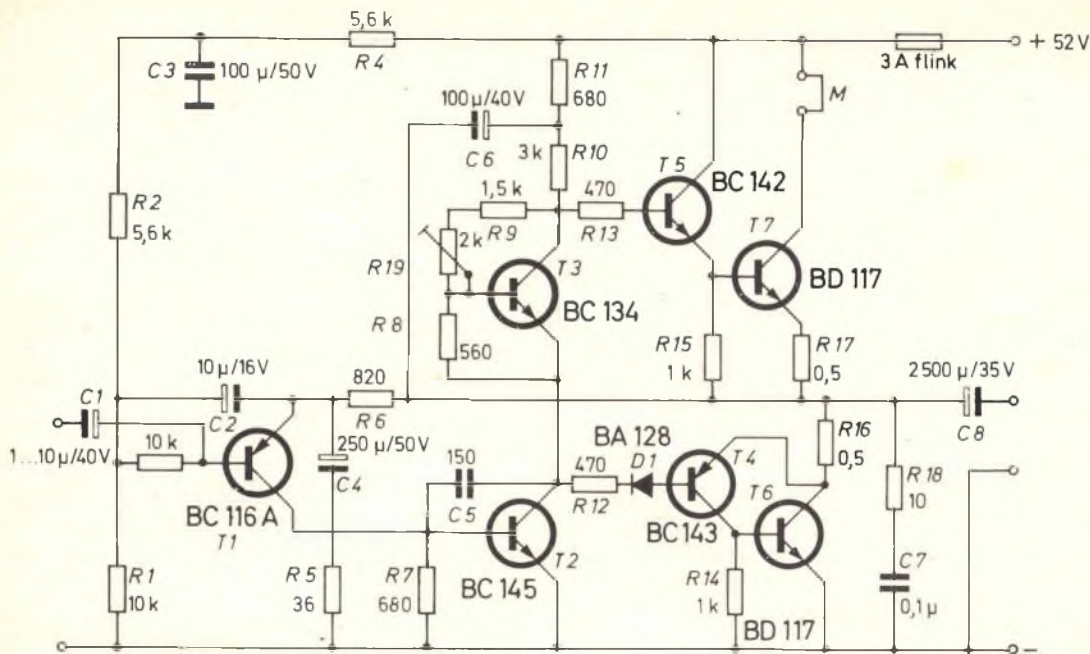 5,6 k
R4
+ 52 V
3 A flink
C3
100 µ/50 V
R11
680
M
100 µ/40 V
C6
3k
R10
T5
BC 142
R2
5,6 k
1,5 k
R9
470
R13
2k
R19
T3
BC 134
T7
BD 117
R8
560
R15
1 k
R17
0,5
2500 µ/35 V
C8
C1
10 µ/16 V
C2
820
R6
1...10 µ/40V
10 k
250 µ/50 V
C4
BC 116 A
T1
150
C5
BA 128
470
D1
R12
T4
BC 143
T6
R16
0,5
R18
10
T2
BC 145
R1
10 k
R5
36
R7
680
R14
1 k
BD 117
C7
0,1 µ
–